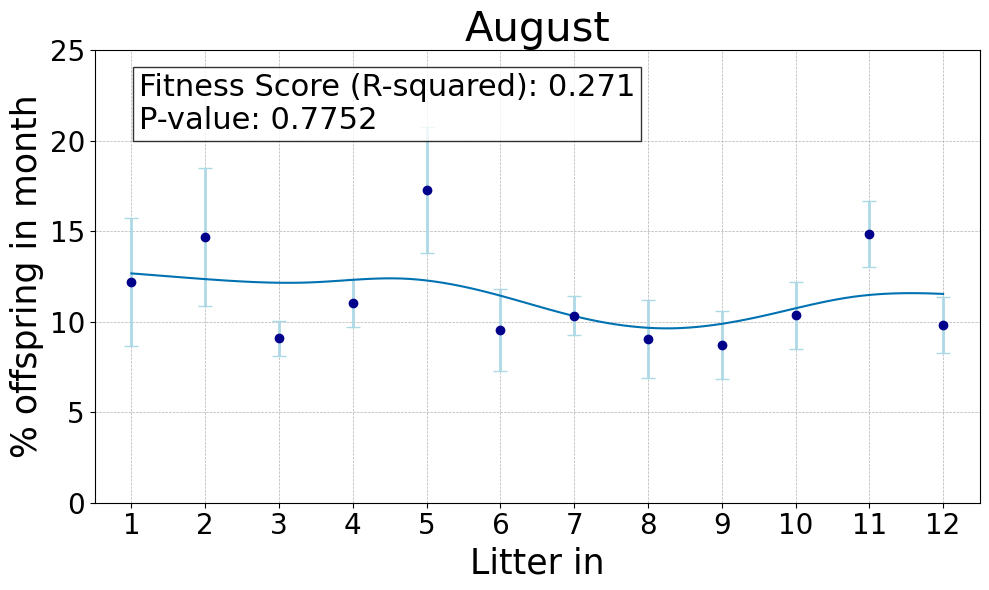 August
Fitness Score (R-squared): 0.271
P-value: 0.7752
% offspring in month
25
20
15
10
5
0
1 2 3 4 5 6 7 8 9 10 11 12
Litter in